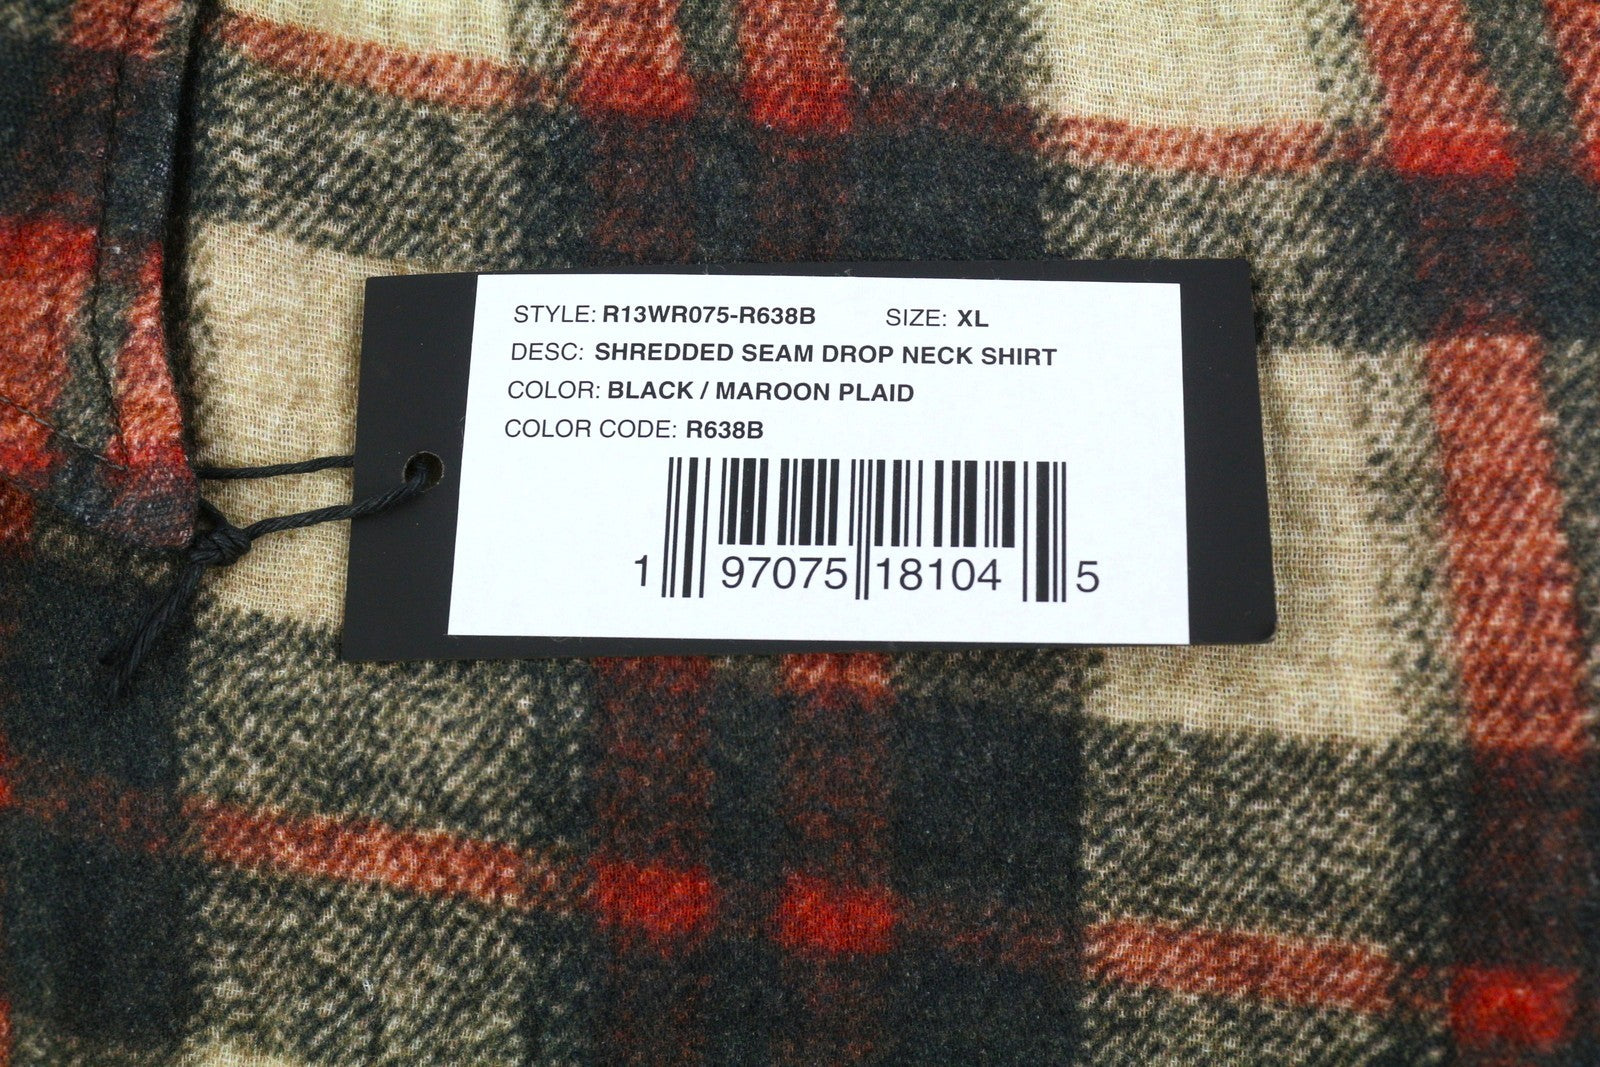 STYLE: R13WR075-R638B SIZE: XL
DESC: SHREDDED SEAM DROP NECK SHIRT
COLOR: BLACK / MAROON PLAID
COLOR CODE: R638B
1 97075 18104 5